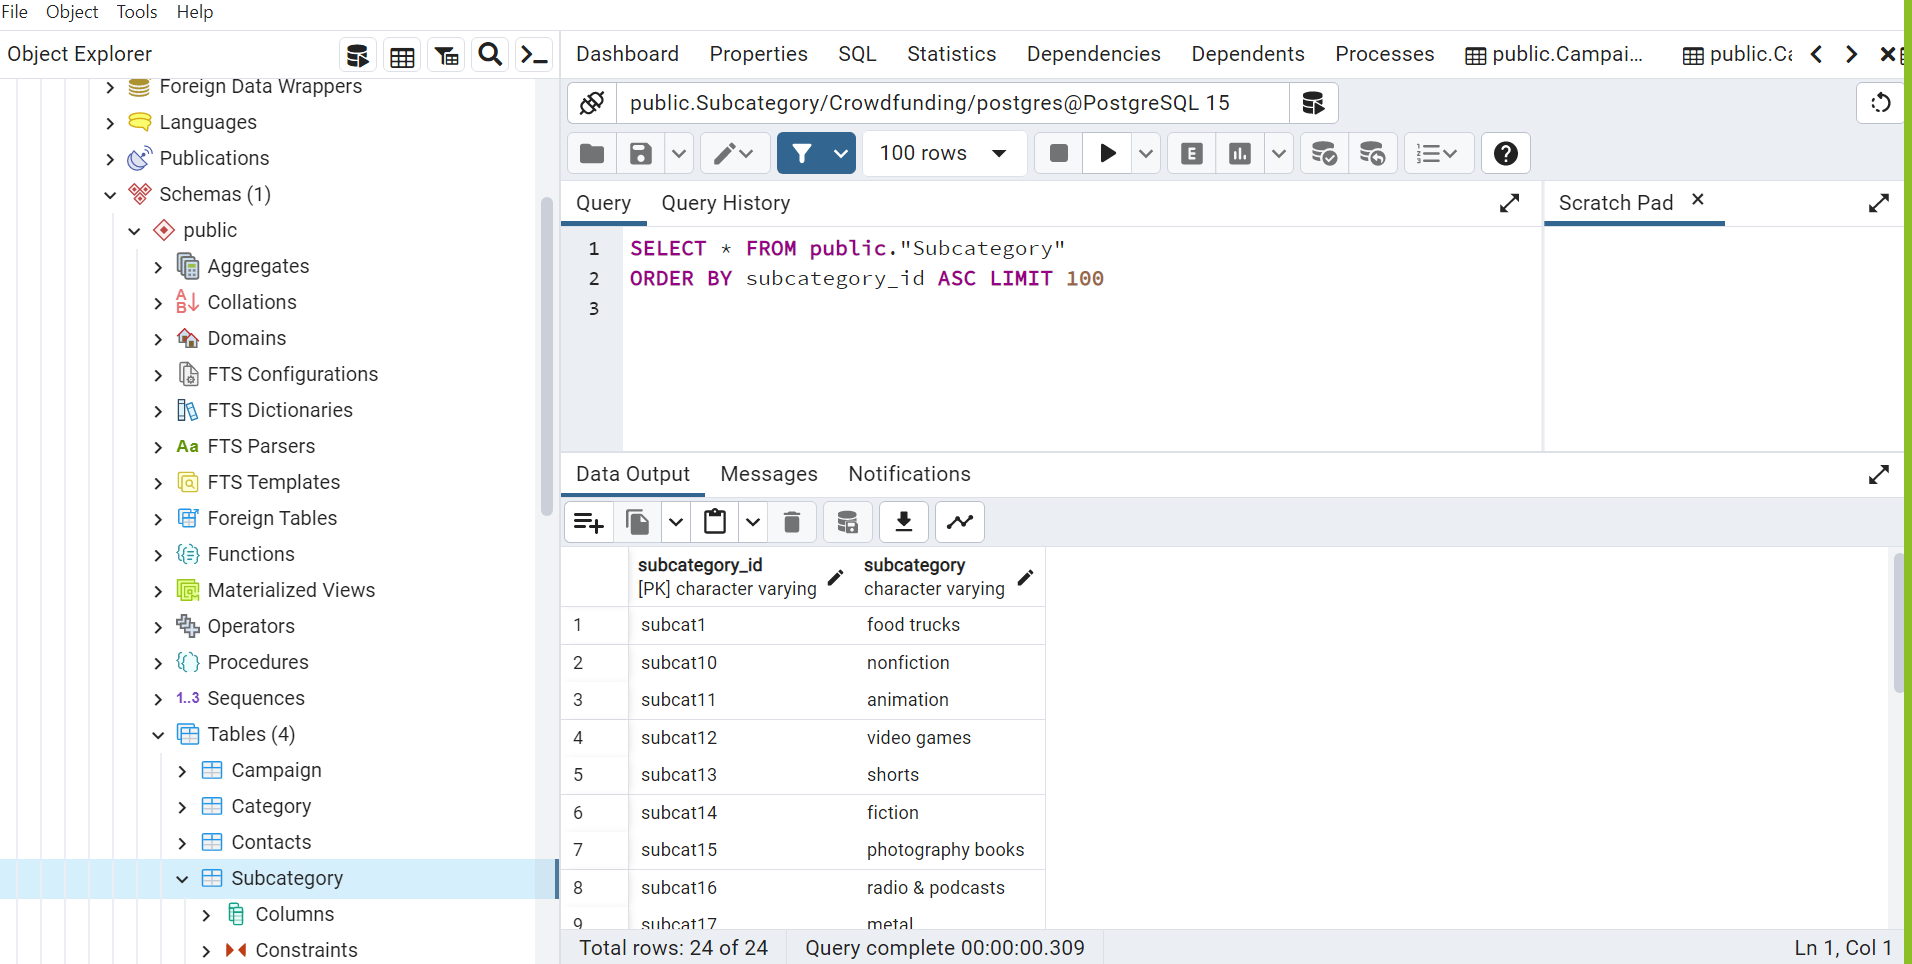 File Object Tools Help
Object Explorer
Foreign Data Wrappers
Languages
Publications
Schemas (1)
public
Aggregates
Collations
Domains
FTS Configurations
FTS Dictionaries
Aa FTS Parsers
FTS Templates
Foreign Tables
Functions
Materialized Views
Operators
Procedures
1..3 Sequences
Tables (4)
Campaign
Category
Contacts
Subcategory
Columns
Constraints
Dashboard Properties SQL Statistics Dependencies Dependents Processes public.Campai... public.Ca
public.Subcategory/Crowdfunding/postgres@PostgreSQL 15
100 rows E
Query Query History
Scratch Pad
1 SELECT * FROM public."Subcategory"
2 ORDER BY subcategory_id ASC LIMIT 100
3
Data Output Messages Notifications
subcategory_id subcategory
[PK] character varying character varying
1 subcat1 food trucks
2 subcat10 nonfiction
3 subcat11 animation
4 subcat12 video games
5 subcat13 shorts
6 subcat14 fiction
7 subcat15 photography books
8 subcat16 radio & podcasts
9 subcat17 metal
Total rows: 24 of 24 Query complete 00:00:00.309 Ln 1, Col 1